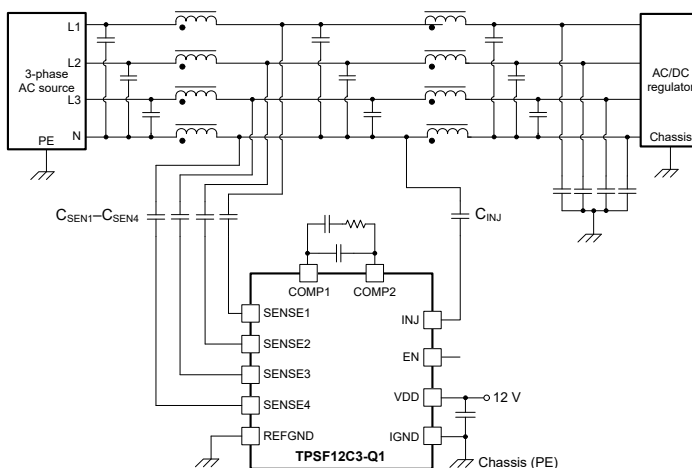 L1
L2
3-phase
AC source
L3
N
PE
AC/DC
regulator
Chassis
CSEN1–CSEN4
CINJ
COMP1
COMP2
SENSE1
INJ
SENSE2
EN
SENSE3
VDD
12 V
SENSE4
REFGND
IGND
TPSF12C3-Q1
Chassis (PE)